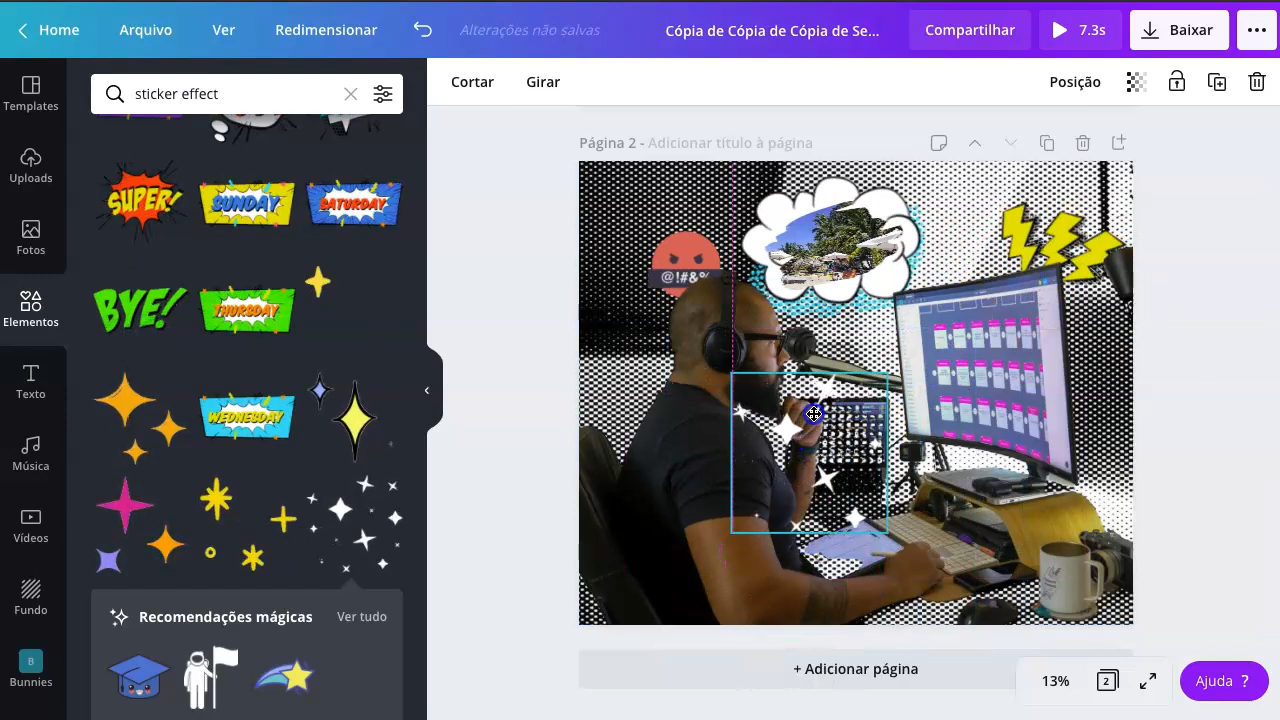 Home
Arquivo
Ver
Redimensionar
Alterações não salvas
Cópia de Cópia de Cópia de Se...
Compartilhar
7.3s
Baixar
Templates
Uploads
Fotos
Elementos
Texto
Música
Vídeos
Fundo
B
Bunnies
sticker effect
SUPER!
SUNDAY
SATURDAY
BYE!
THURSDAY
WEDNESDAY
Recomendações mágicas
Ver tudo
Cortar
Girar
Posição
Página 2 - Adicionar título à página
@!#&%
+ Adicionar página
13%
2
Ajuda ?